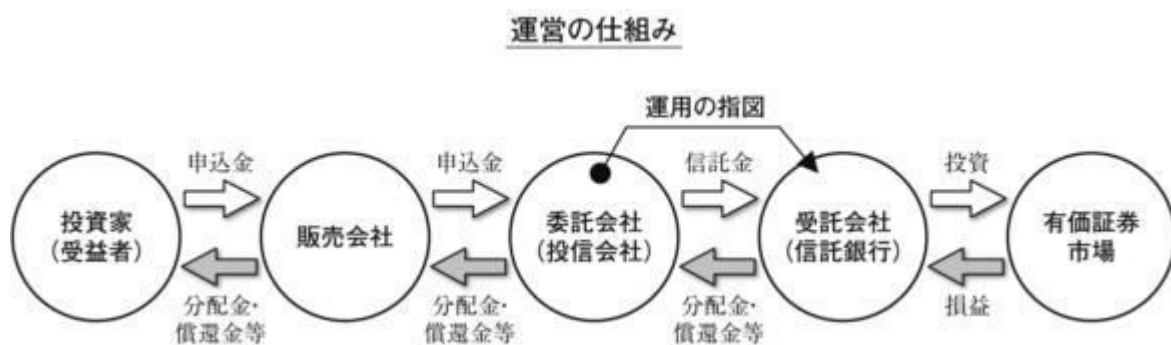 運営の仕組み
運用の指図
申込金
申込金
信託金
投資
投資家
(受益者)
販売会社
委託会社
(投信会社)
受託会社
(信託銀行)
有価証券
市場
分配金・
償還金等
分配金・
償還金等
分配金・
償還金等
損益